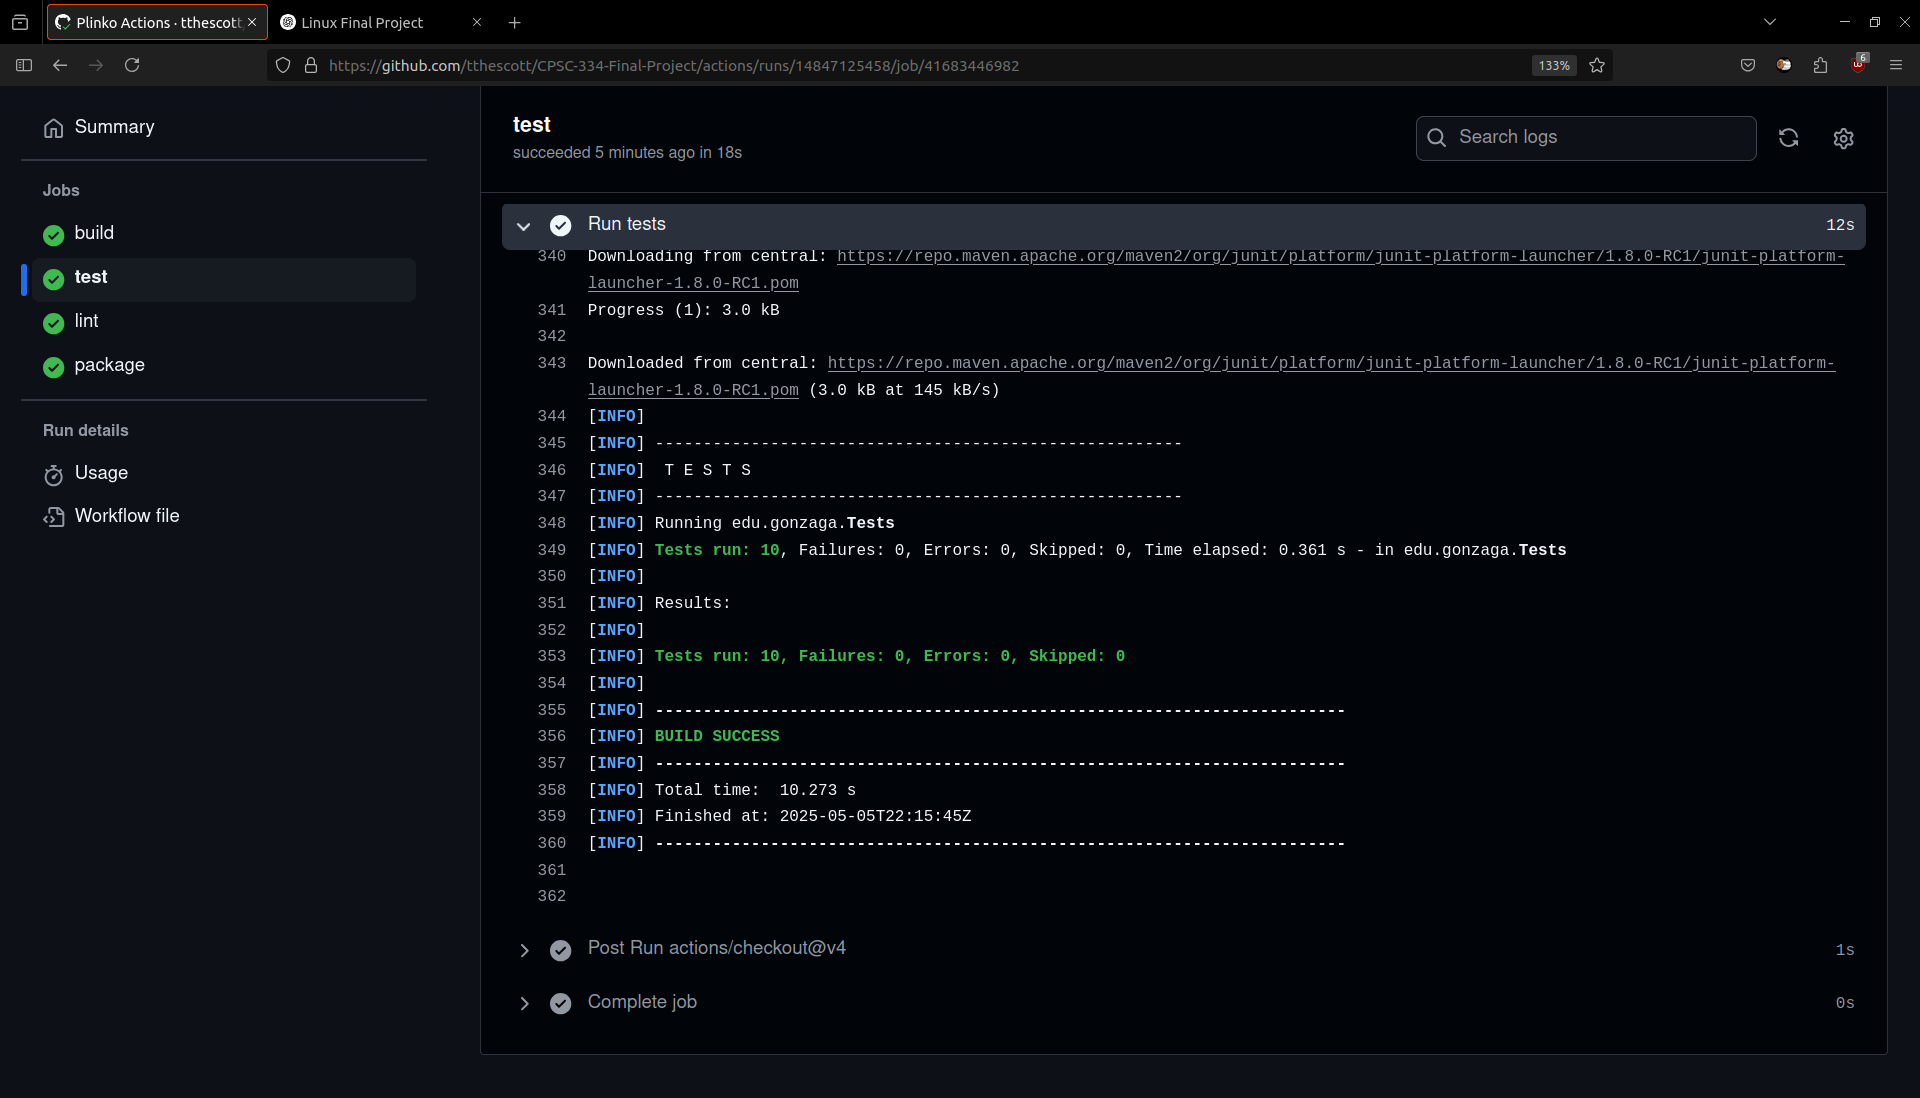 Plinko Actions · tthescott
Linux Final Project
https://github.com/tthescott/CPSC-334-Final-Project/actions/runs/14847125458/job/41683446982
133%
6
Summary
Jobs
build
test
lint
package
Run details
Usage
Workflow file
test
succeeded 5 minutes ago in 18s
Search logs
Run tests
12s
340 Downloading from central: https://repo.maven.apache.org/maven2/org/junit/platform/junit-platform-launcher/1.8.0-RC1/junit-platform-
launcher-1.8.0-RC1.pom
341 Progress (1): 3.0 kB
342
343 Downloaded from central: https://repo.maven.apache.org/maven2/org/junit/platform/junit-platform-launcher/1.8.0-RC1/junit-platform-
launcher-1.8.0-RC1.pom (3.0 kB at 145 kB/s)
344 [INFO]
345 [INFO] -------------------------------------------------------
346 [INFO]  T E S T S
347 [INFO] -------------------------------------------------------
348 [INFO] Running edu.gonzaga.Tests
349 [INFO] Tests run: 10, Failures: 0, Errors: 0, Skipped: 0, Time elapsed: 0.361 s - in edu.gonzaga.Tests
350 [INFO]
351 [INFO] Results:
352 [INFO]
353 [INFO] Tests run: 10, Failures: 0, Errors: 0, Skipped: 0
354 [INFO]
355 [INFO] ------------------------------------------------------------------------
356 [INFO] BUILD SUCCESS
357 [INFO] ------------------------------------------------------------------------
358 [INFO] Total time:  10.273 s
359 [INFO] Finished at: 2025-05-05T22:15:45Z
360 [INFO] ------------------------------------------------------------------------
361
362
Post Run actions/checkout@v4
1s
Complete job
0s